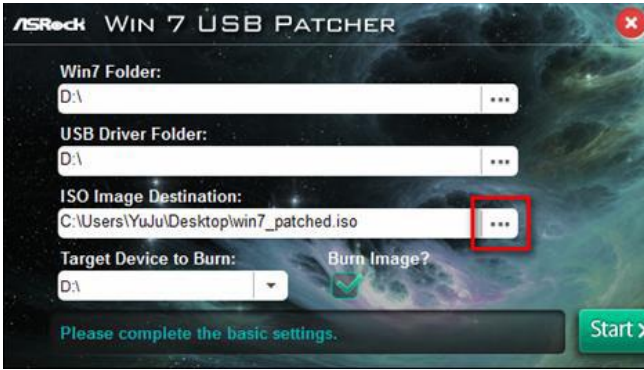 ASRock WIN 7 USB PATCHER
Win7 Folder:
D:\
USB Driver Folder:
D:\
ISO Image Destination:
C:\Users\YuJu\Desktop\win7_patched.iso
Target Device to Burn: Burn Image?
D:\
Please complete the basic settings.
Start